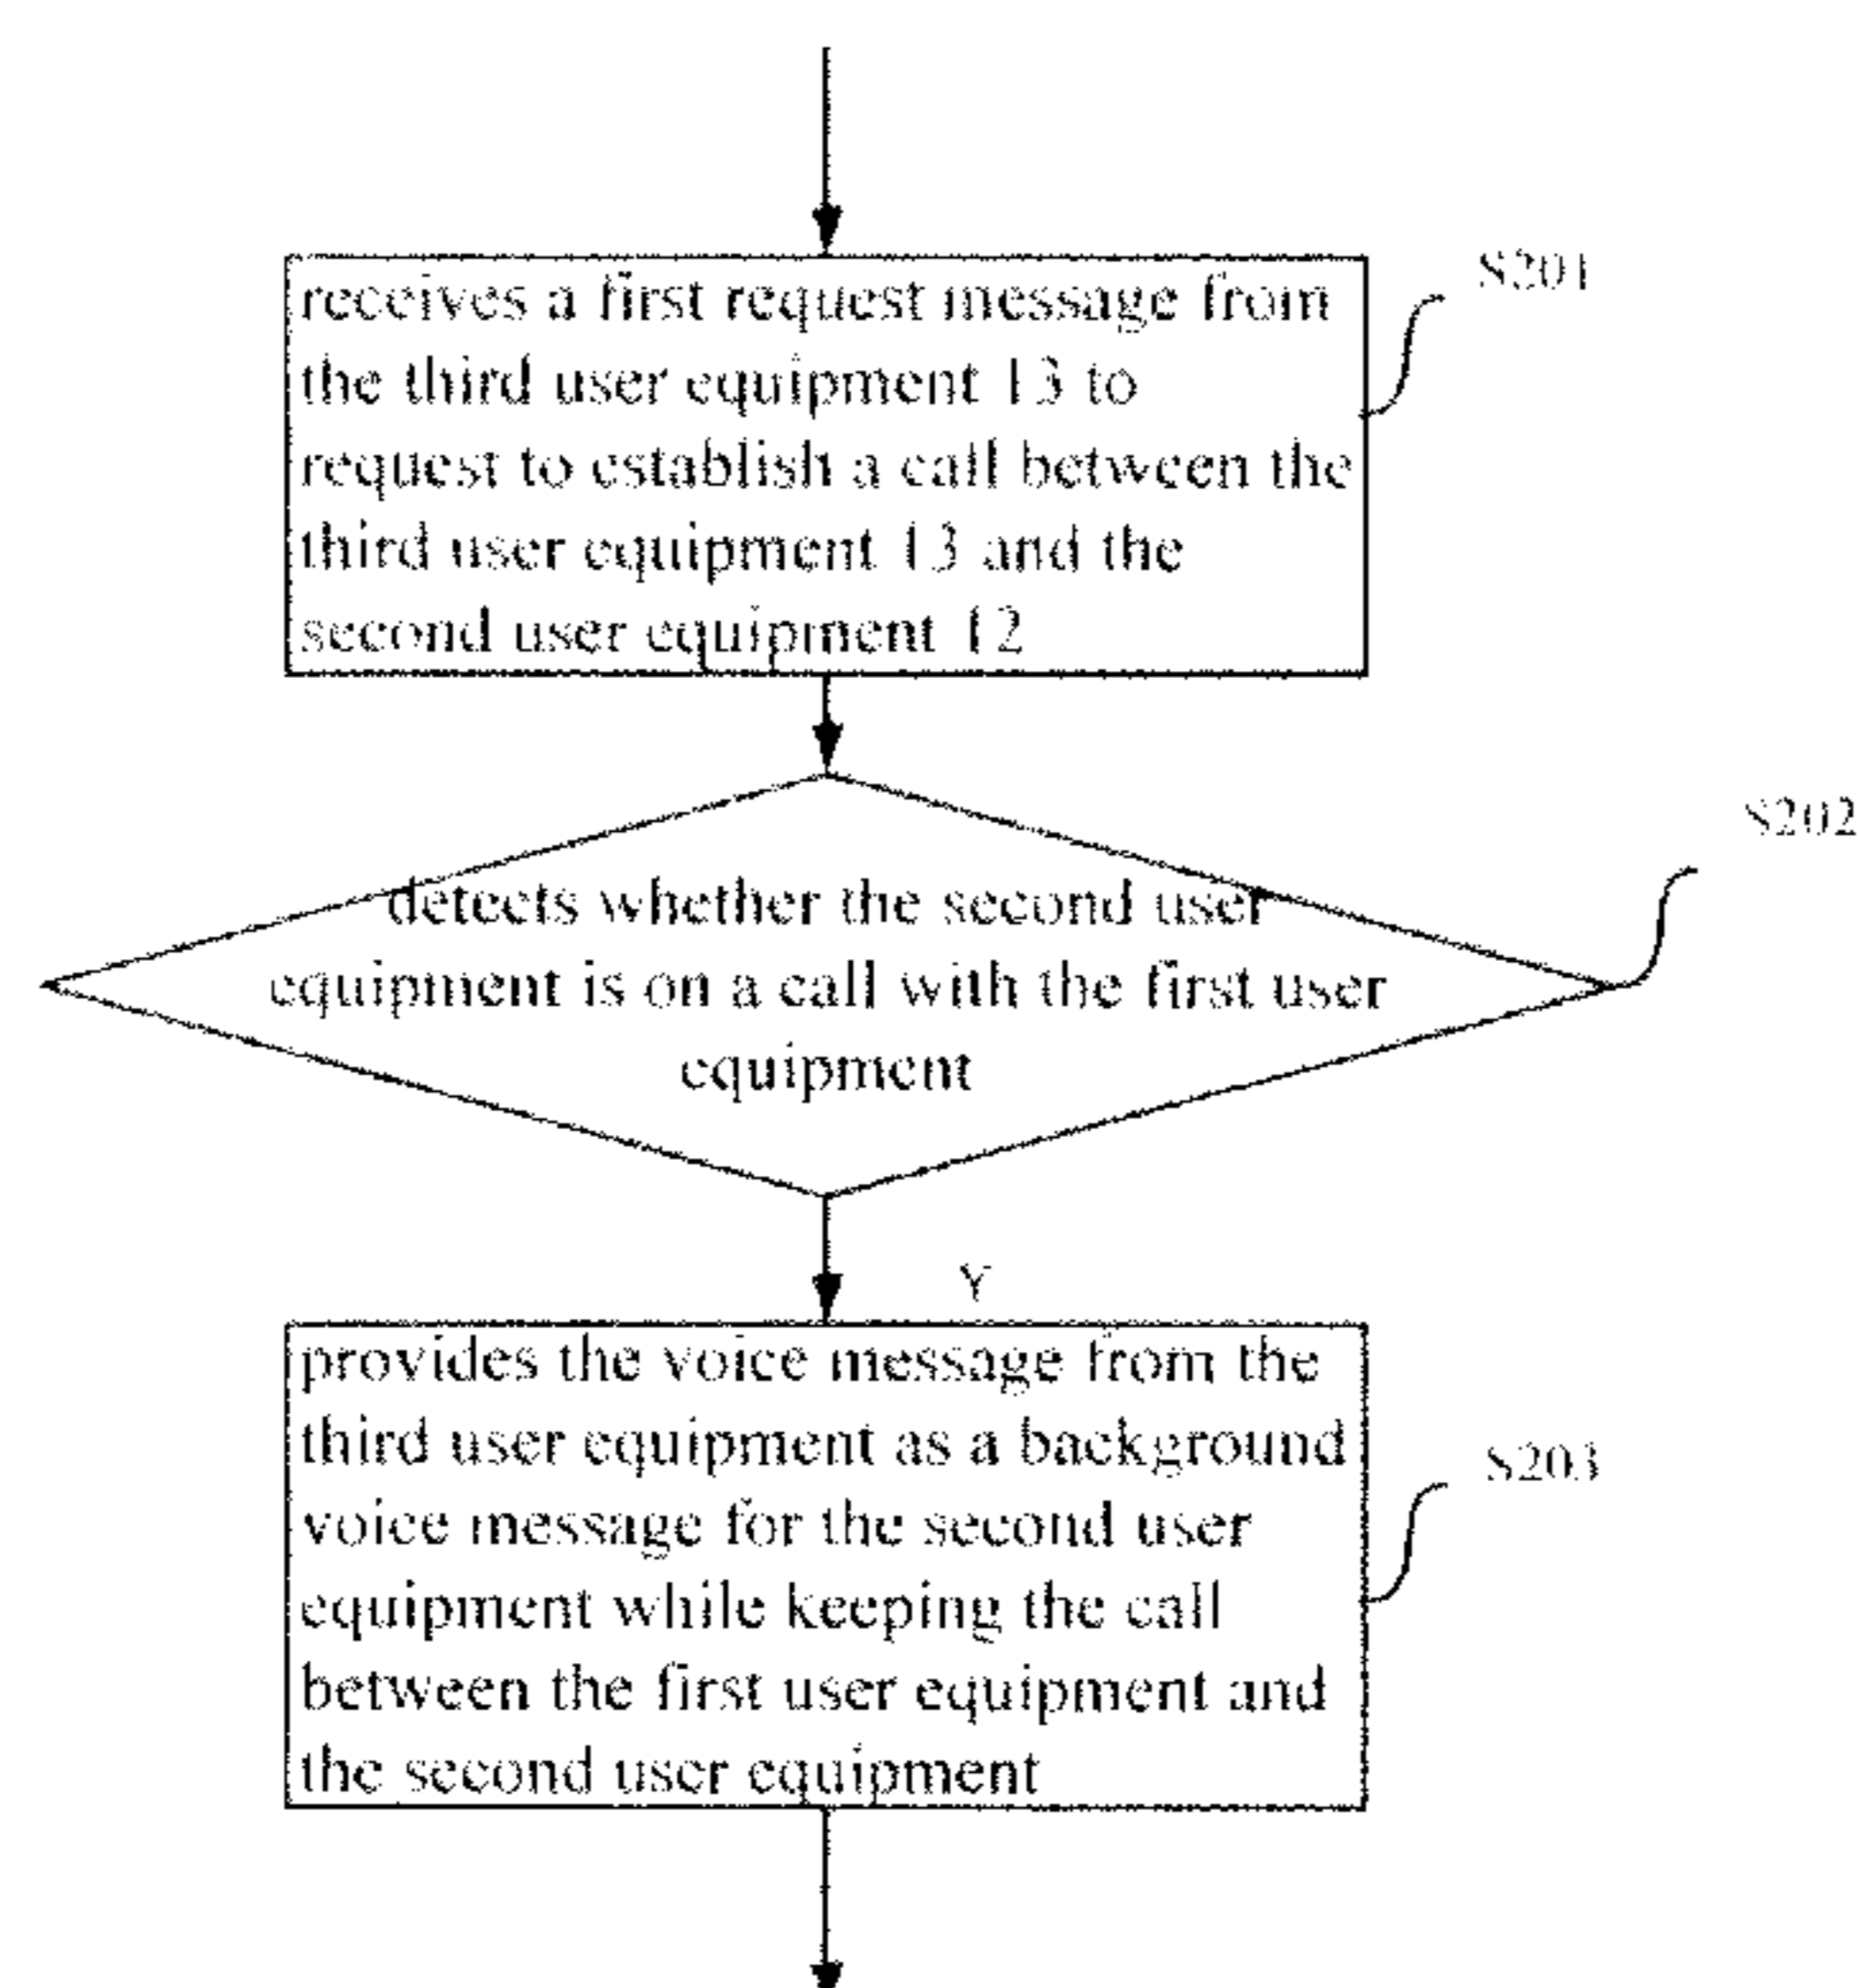 S201
receives a first request message from
the third user equipment 13 to
request to establish a call between the
third user equipment 13 and the
second user equipment 12
S202
detects whether the second user
equipment is on a call with the first user
equipment
Y
provides the voice message from the
third user equipment as a background
voice message for the second user
equipment while keeping the call
between the first user equipment and
the second user equipment
S203